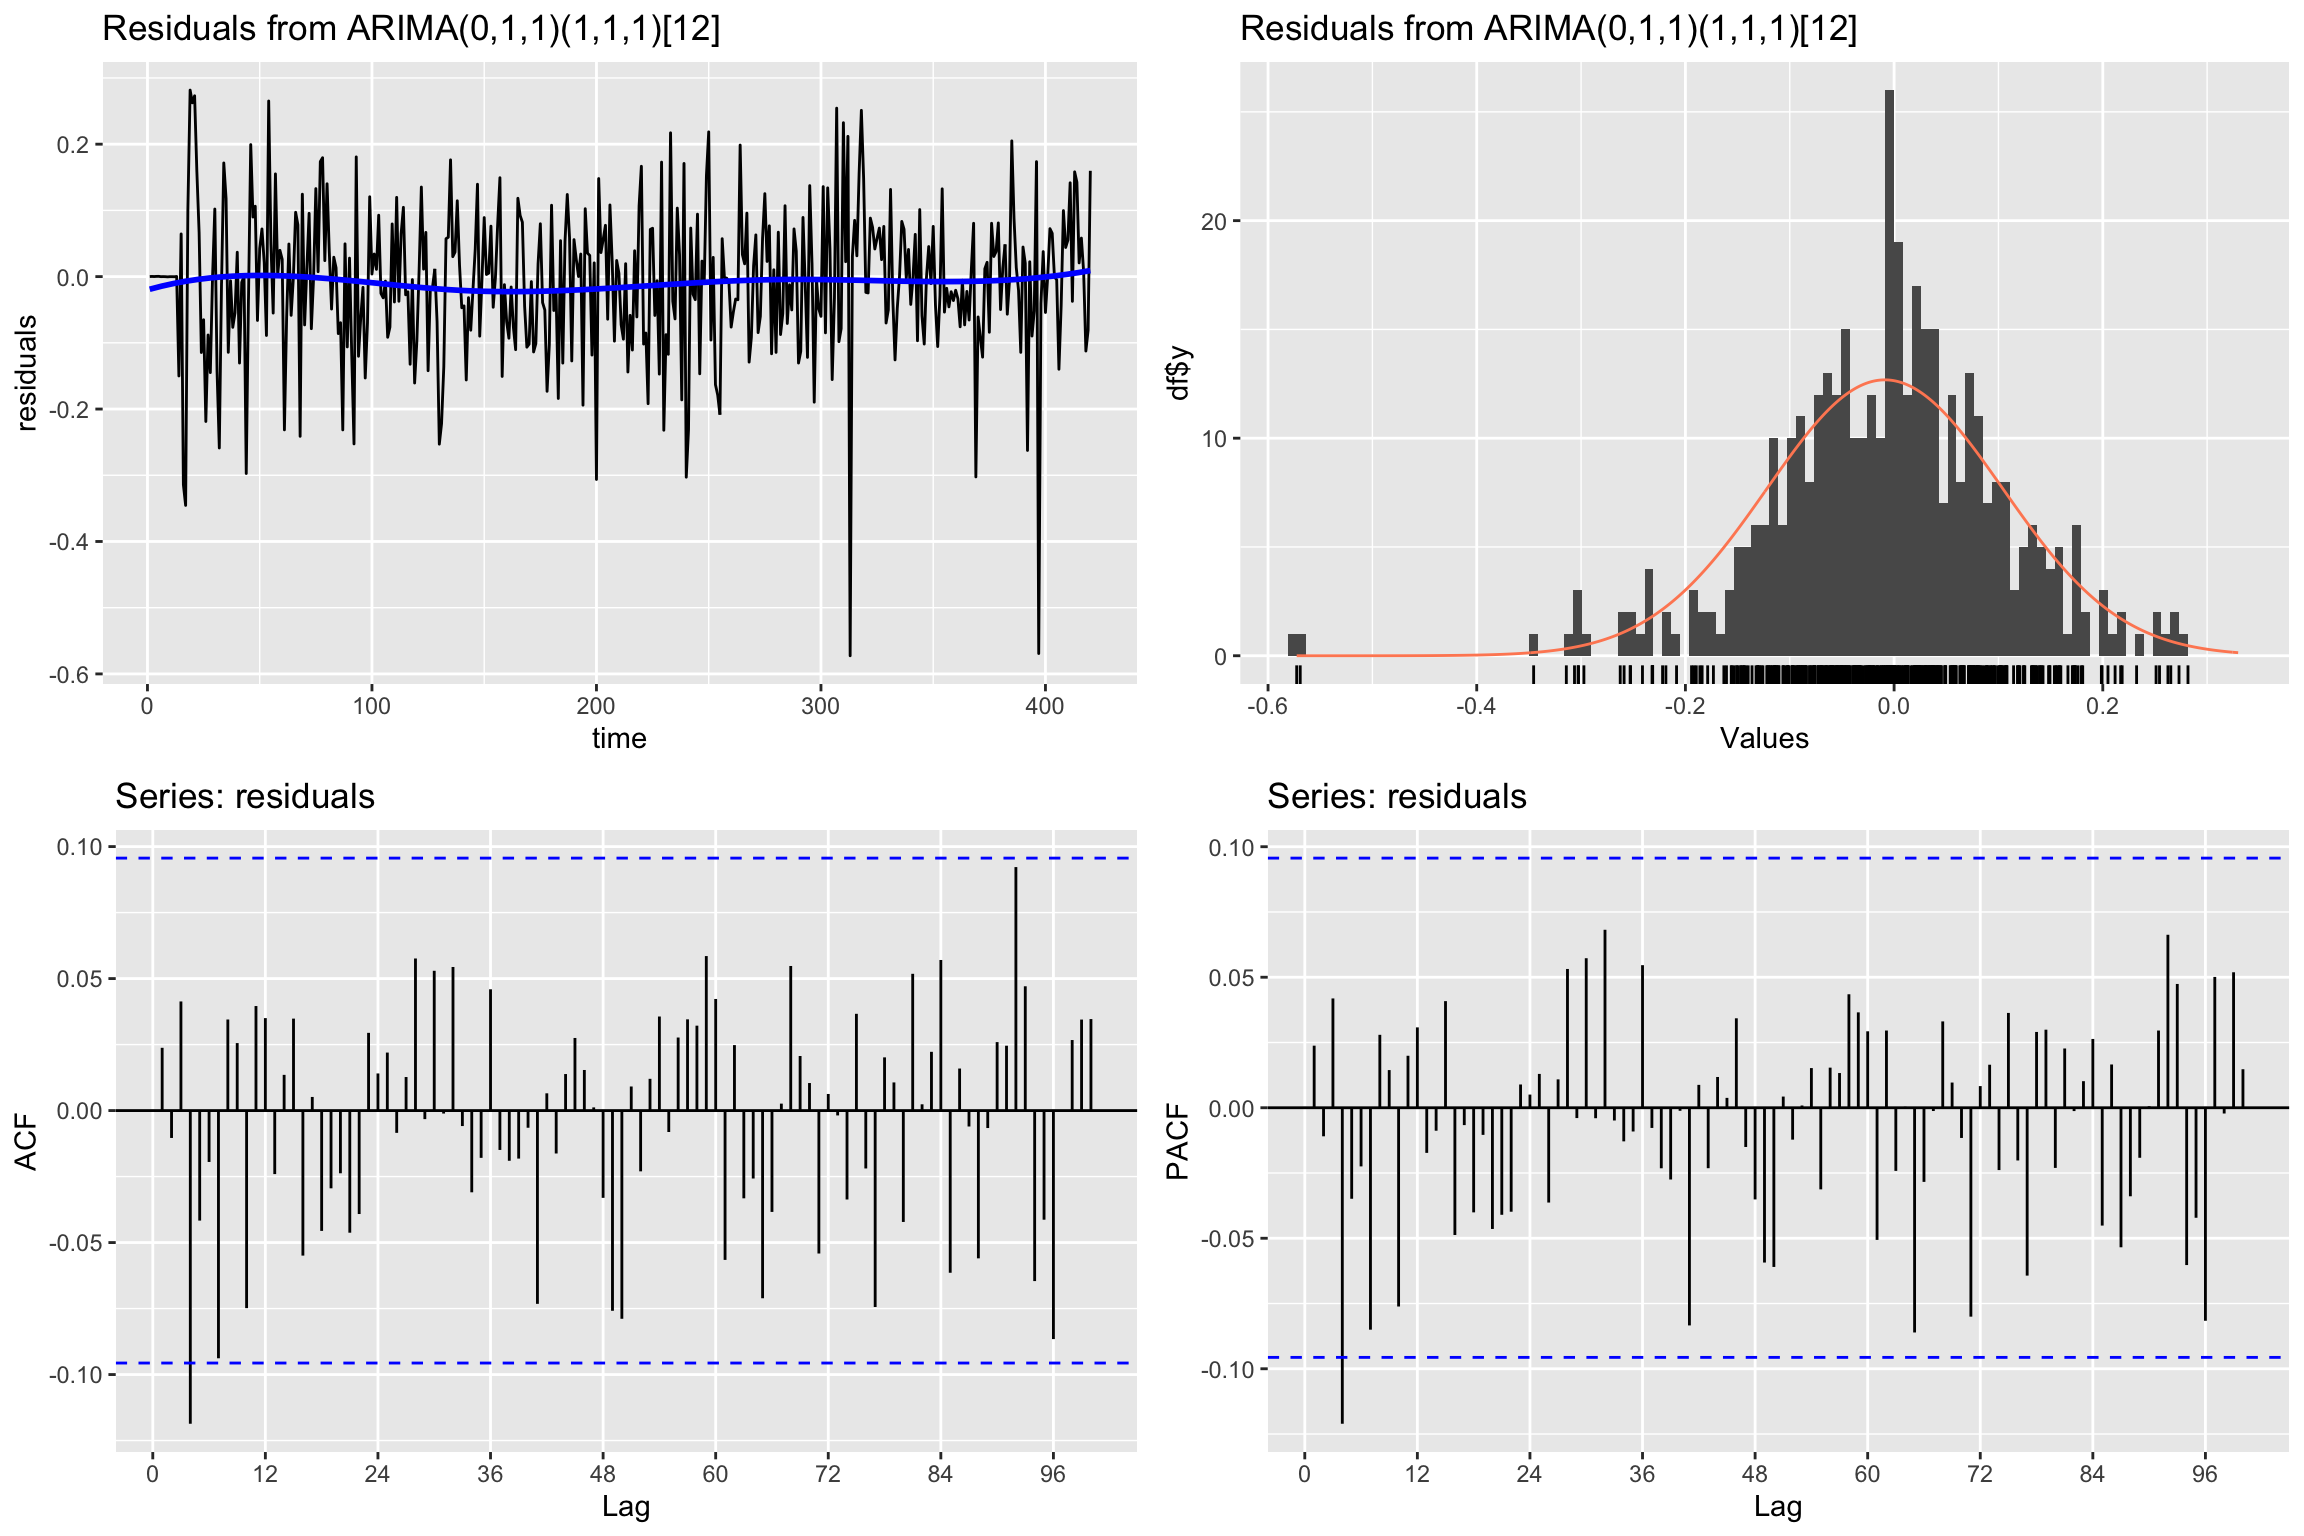 Residuals from ARIMA(0,1,1)(1,1,1)[12]
residuals
0.2
0.0
-0.2
-0.4
-0.6
0 100 200 300 400
time
Residuals from ARIMA(0,1,1)(1,1,1)[12]
df$y
20
10
0
-0.6 -0.4 -0.2 0.0 0.2
Values
Series: residuals
ACF
0.10
0.05
0.00
-0.05
-0.10
0 12 24 36 48 60 72 84 96
Lag
Series: residuals
PACF
0.10
0.05
0.00
-0.05
-0.10
0 12 24 36 48 60 72 84 96
Lag